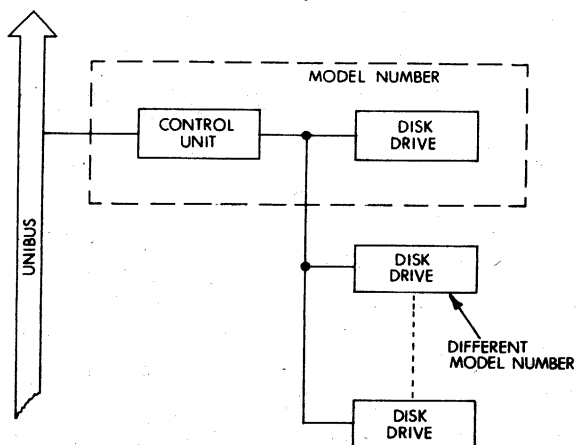 MODEL NUMBER
CONTROL
UNIT
DISK
DRIVE
UNIBUS
DISK
DRIVE
DIFFERENT
MODEL NUMBER
DISK
DRIVE